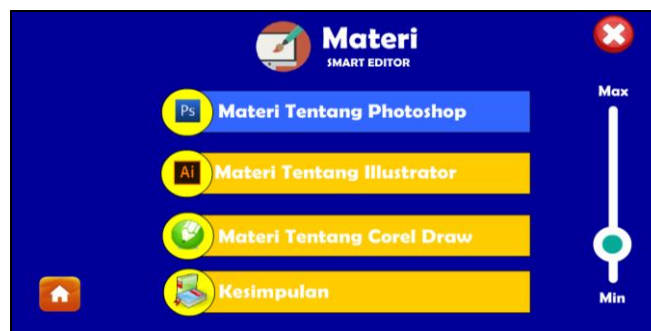 Materi
SMART EDITOR
Max
Ps Materi Tentang Photoshop
Ai Materi Tentang Illustrator
Materi Tentang Corel Draw
Kesimpulan
Min